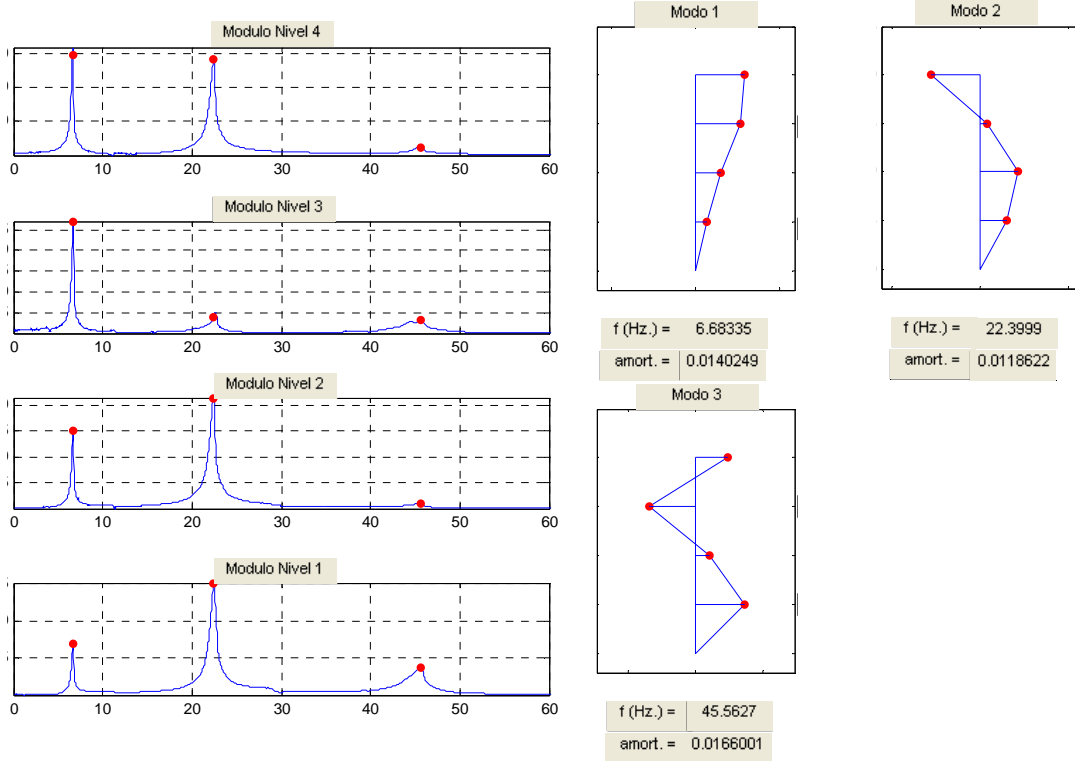 Modulo Nivel 4
0 10 20 30 40 50 60
Modulo Nivel 3
0 10 20 30 40 50 60
Modulo Nivel 2
0 10 20 30 40 50 60
Modulo Nivel 1
0 10 20 30 40 50 60
Modo 1
f (Hz.) = 6.68335
amort. = 0.0140249
Modo 2
f (Hz.) = 22.3999
amort. = 0.0118622
Modo 3
f (Hz.) = 45.5627
amort. = 0.0166001